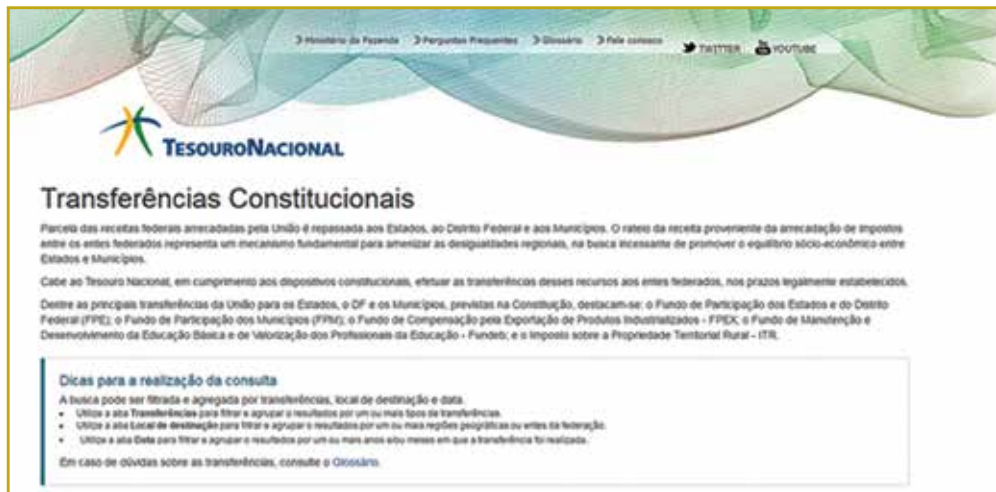 Ministério da Fazenda Perguntas Frequentes Glossário Fale conosco TWITTER YOUTUBE
TESOURONACIONAL
Transferências Constitucionais
Parcela das receitas federais arrecadadas pela União é repassada aos Estados, ao Distrito Federal e aos Municípios. O rateio da receita proveniente da arrecadação de impostos
entre os entes federados representa um mecanismo fundamental para amenizar as desigualdades regionais, na busca incessante de promover o equilíbrio sócio-econômico entre
Estados e Municípios.
Cabe ao Tesouro Nacional, em cumprimento aos dispositivos constitucionais, efetuar as transferências desses recursos aos entes federados, nos prazos legalmente estabelecidos.
Dentre as principais transferências da União para os Estados, o DF e os Municípios, previstas na Constituição, destacam-se: o Fundo de Participação dos Estados e do Distrito
Federal (FPE); o Fundo de Participação dos Municípios (FPM); o Fundo de Compensação pela Exportação de Produtos Industrializados - FPEX; o Fundo de Manutenção e
Desenvolvimento da Educação Básica e de Valorização dos Profissionais da Educação - Fundeb; e o Imposto sobre a Propriedade Territorial Rural - ITR.
Dicas para a realização da consulta
A busca pode ser filtrada e agregada por transferências, local de destinação e data.
• Utilize a aba Transferências para filtrar e agrupar o resultados por um ou mais tipos de transferências.
• Utilize a aba Local de destinação para filtrar e agrupar o resultados por um ou mais regiões geográficas ou entes da federação.
• Utilize a aba Data para filtrar e agrupar o resultados por um ou mais anos e/ou meses em que a transferência foi realizada.
Em caso de dúvidas sobre as transferências, consulte o Glossário.